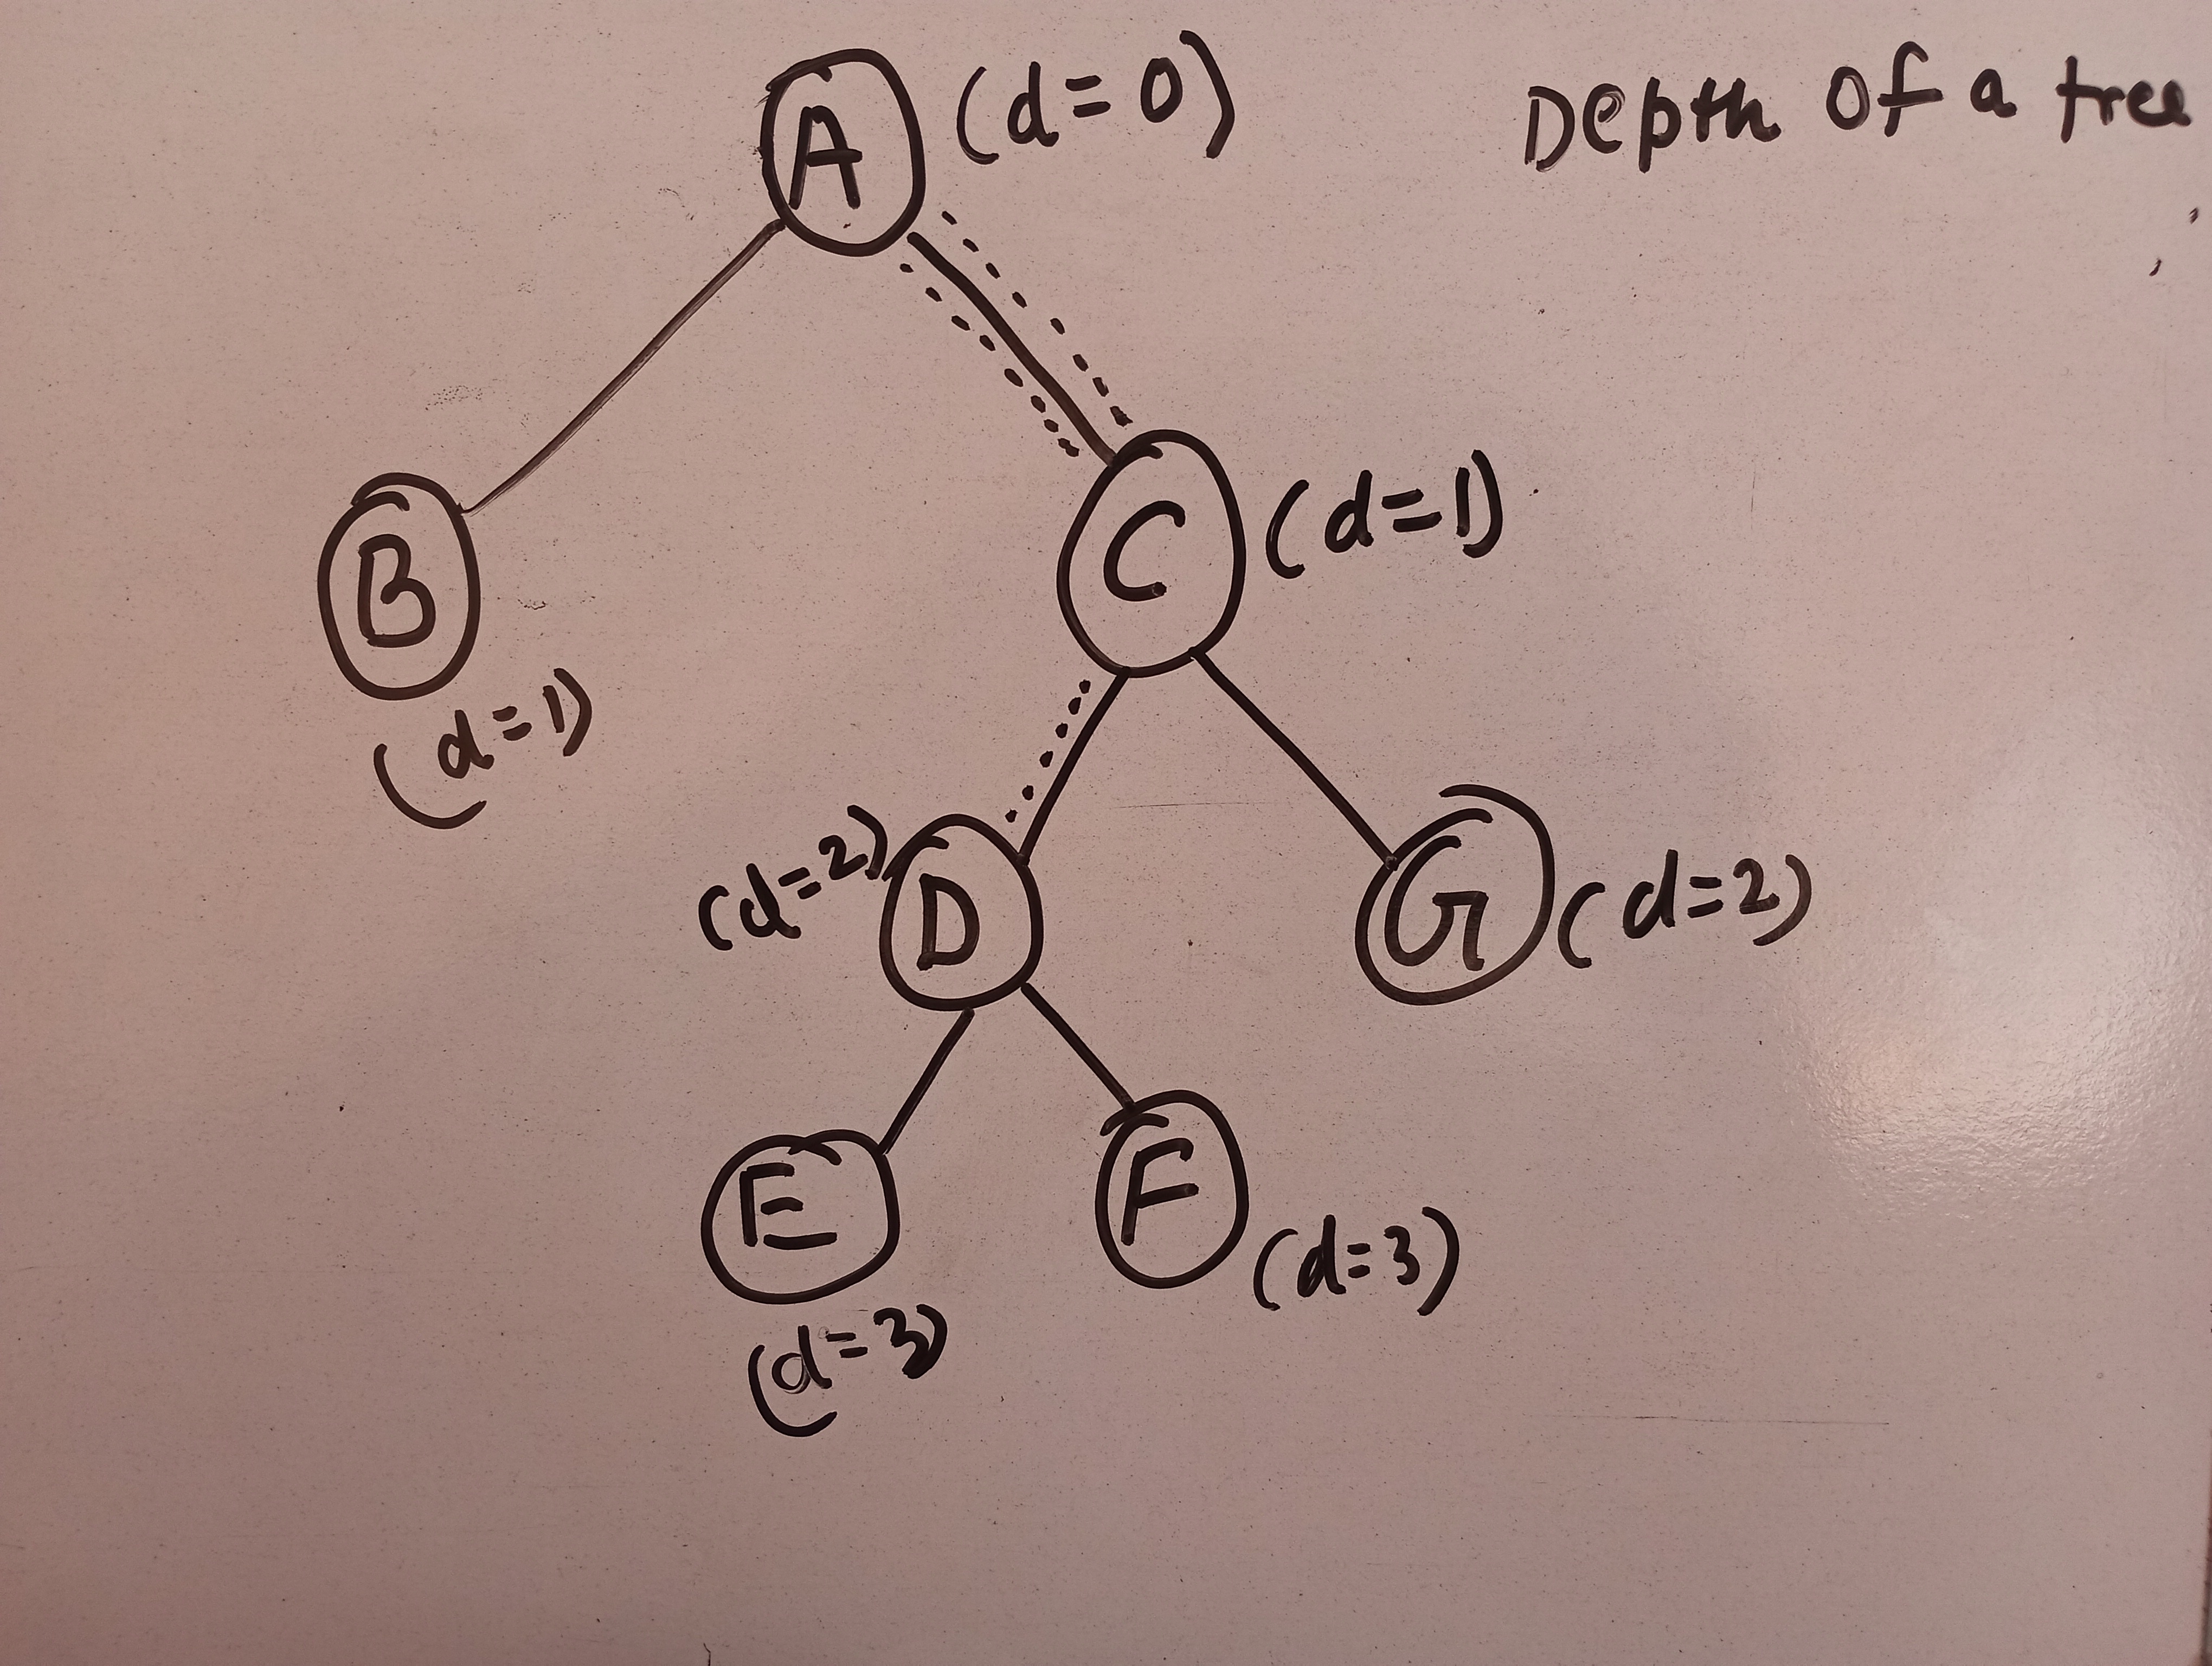 A (d=0) Depth Of a tree
B C (d=1)
(d=1)
(d=2) D G (d=2)
E F (d=3)
(d=3)